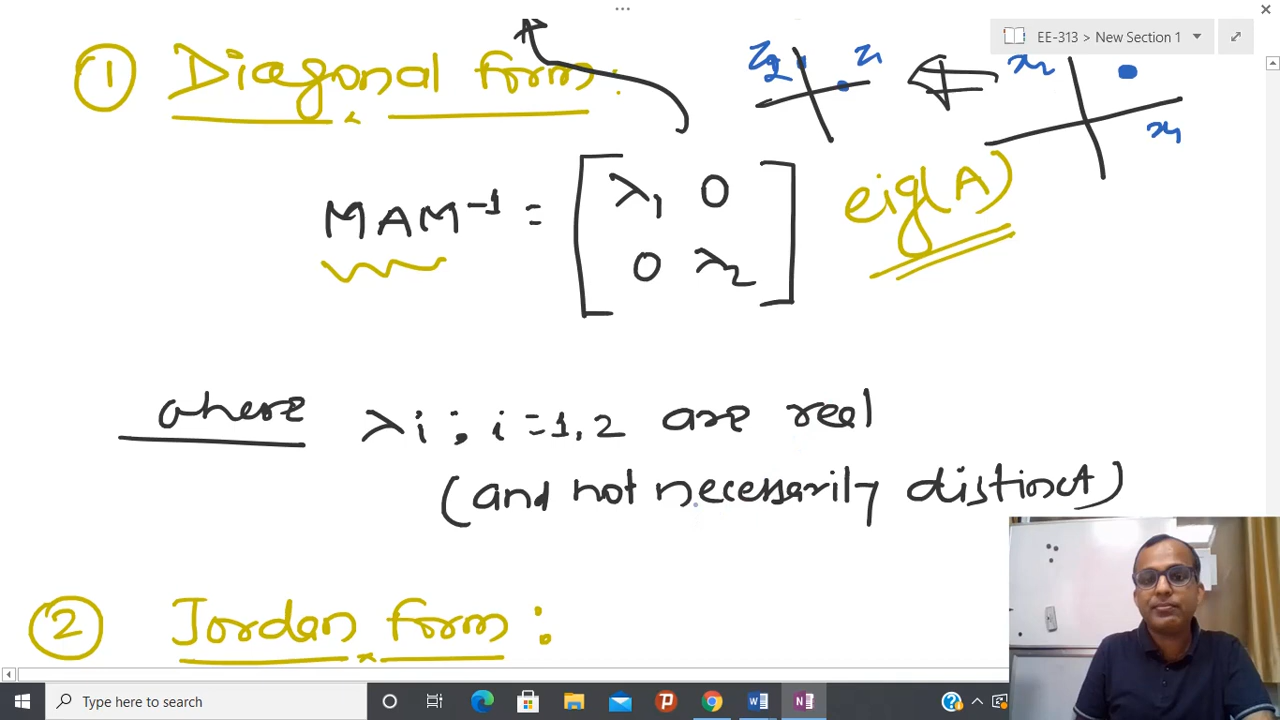 EE-313 > New Section 1
① Diagonal form:
z2 z1
x2
x1
MAM⁻¹ = [ λ1 0
0 λ2 ]
eig(A)
where λi ; i = 1, 2 are real
(and not necessarily distinct)
② Jordan form :
Type here to search